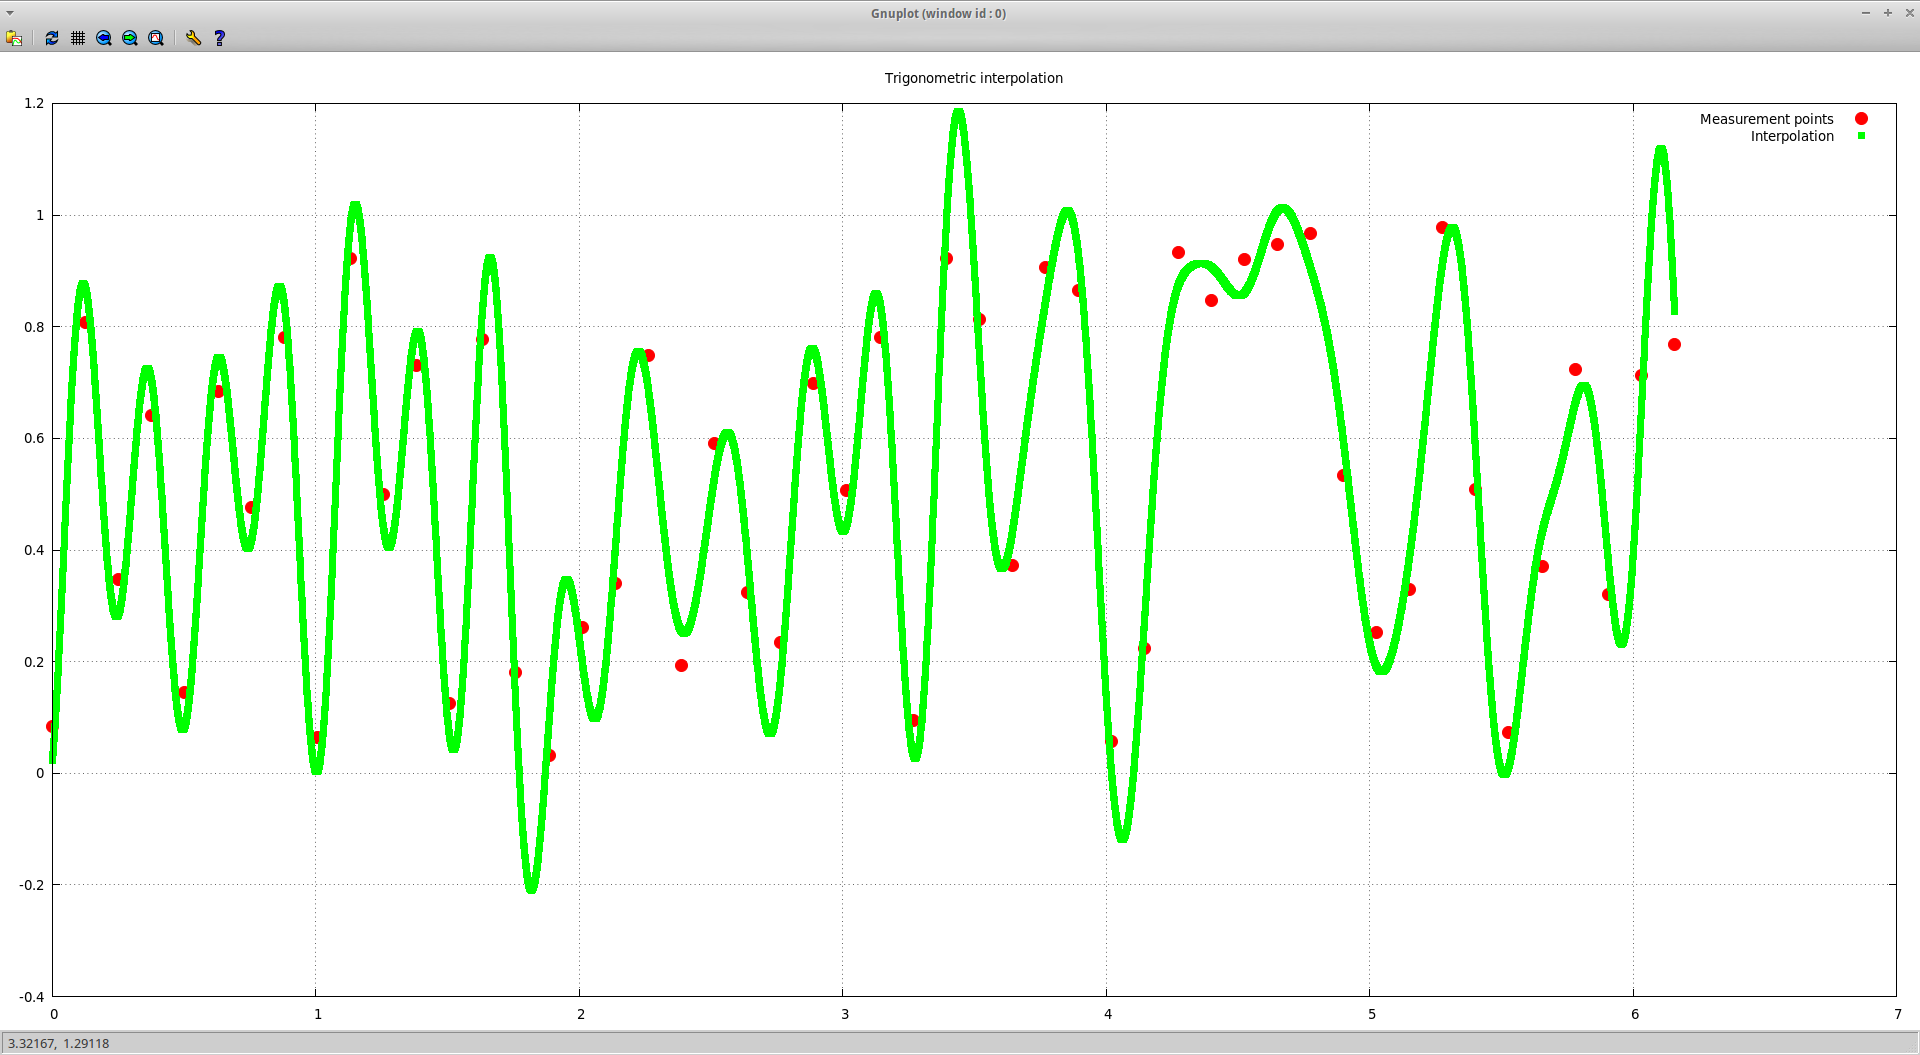 Gnuplot (window id : 0)
Trigonometric interpolation
Measurement points
Interpolation
1.2
1
0.8
0.6
0.4
0.2
0
-0.2
-0.4
0 1 2 3 4 5 6 7
3.32167, 1.29118